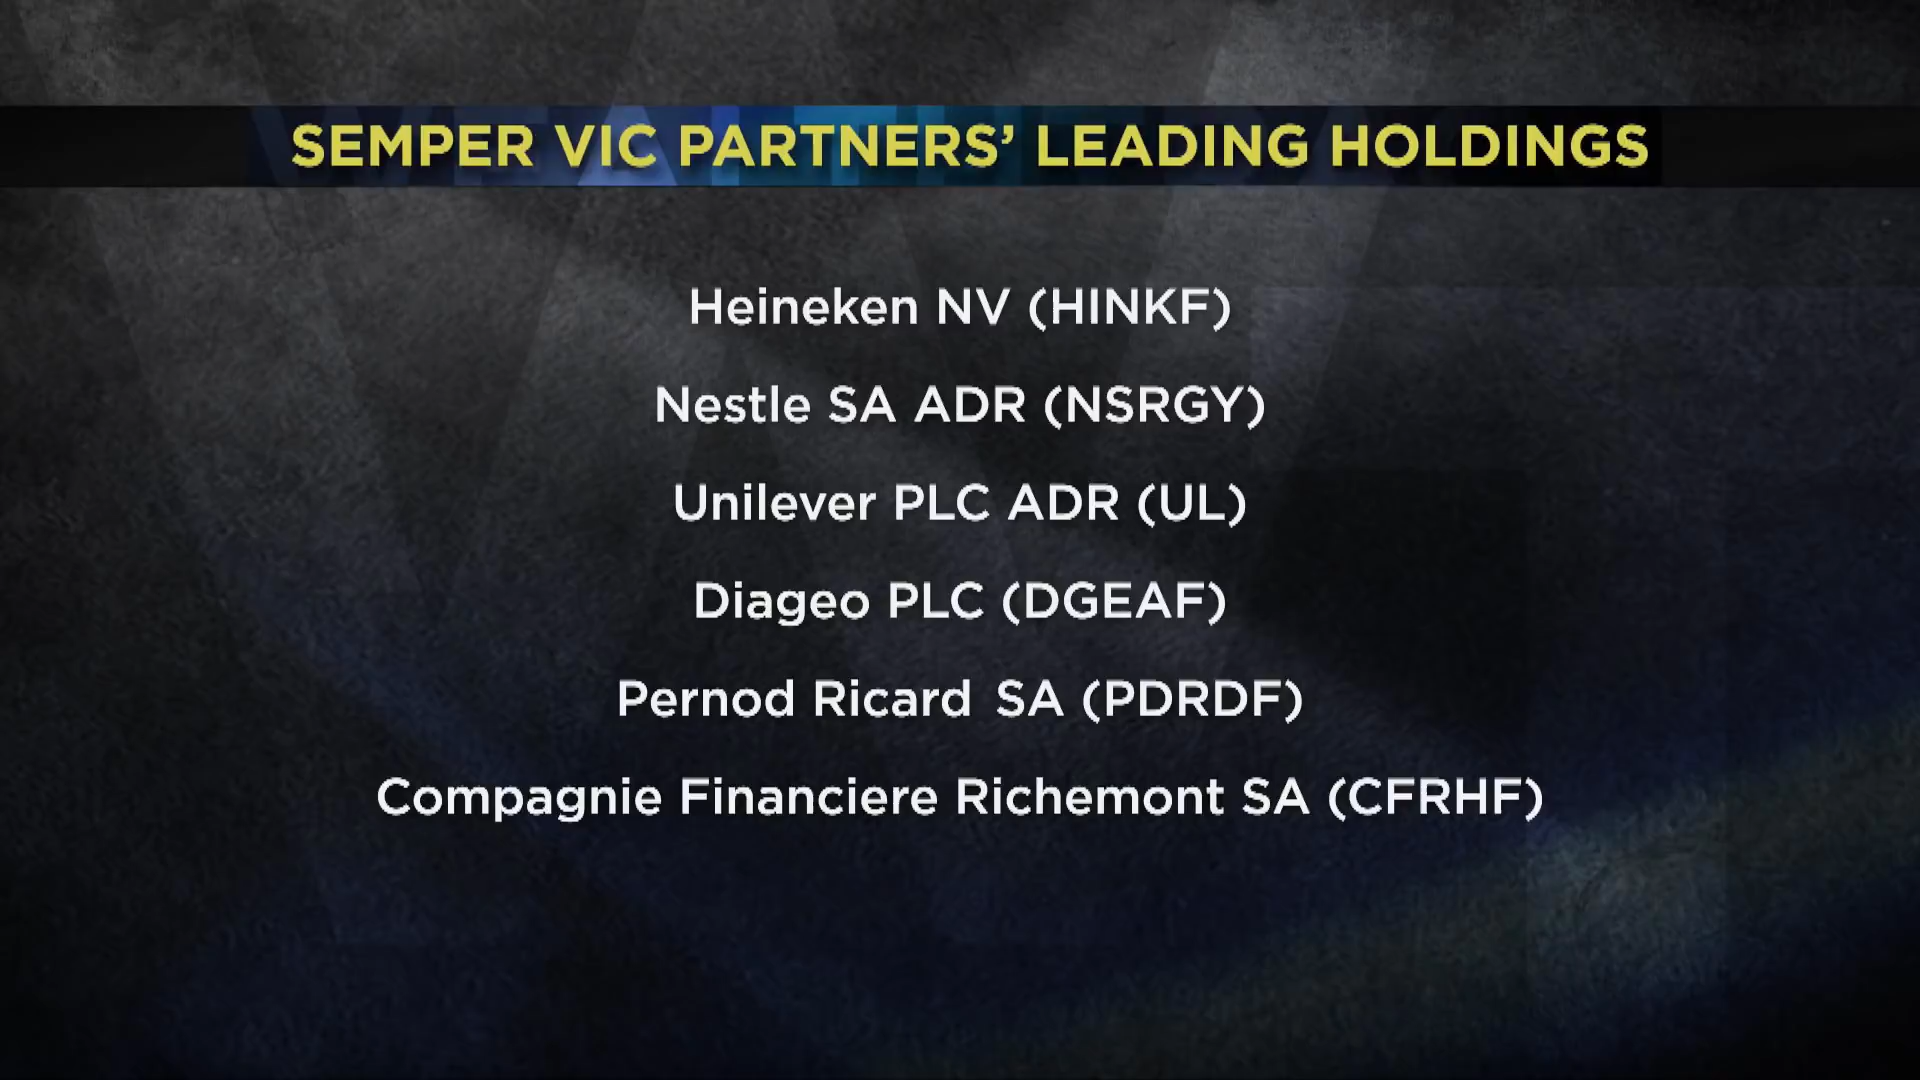 SEMPER VIC PARTNERS’ LEADING HOLDINGS
Heineken NV (HINKF)
Nestle SA ADR (NSRGY)
Unilever PLC ADR (UL)
Diageo PLC (DGEAF)
Pernod Ricard SA (PDRDF)
Compagnie Financiere Richemont SA (CFRHF)